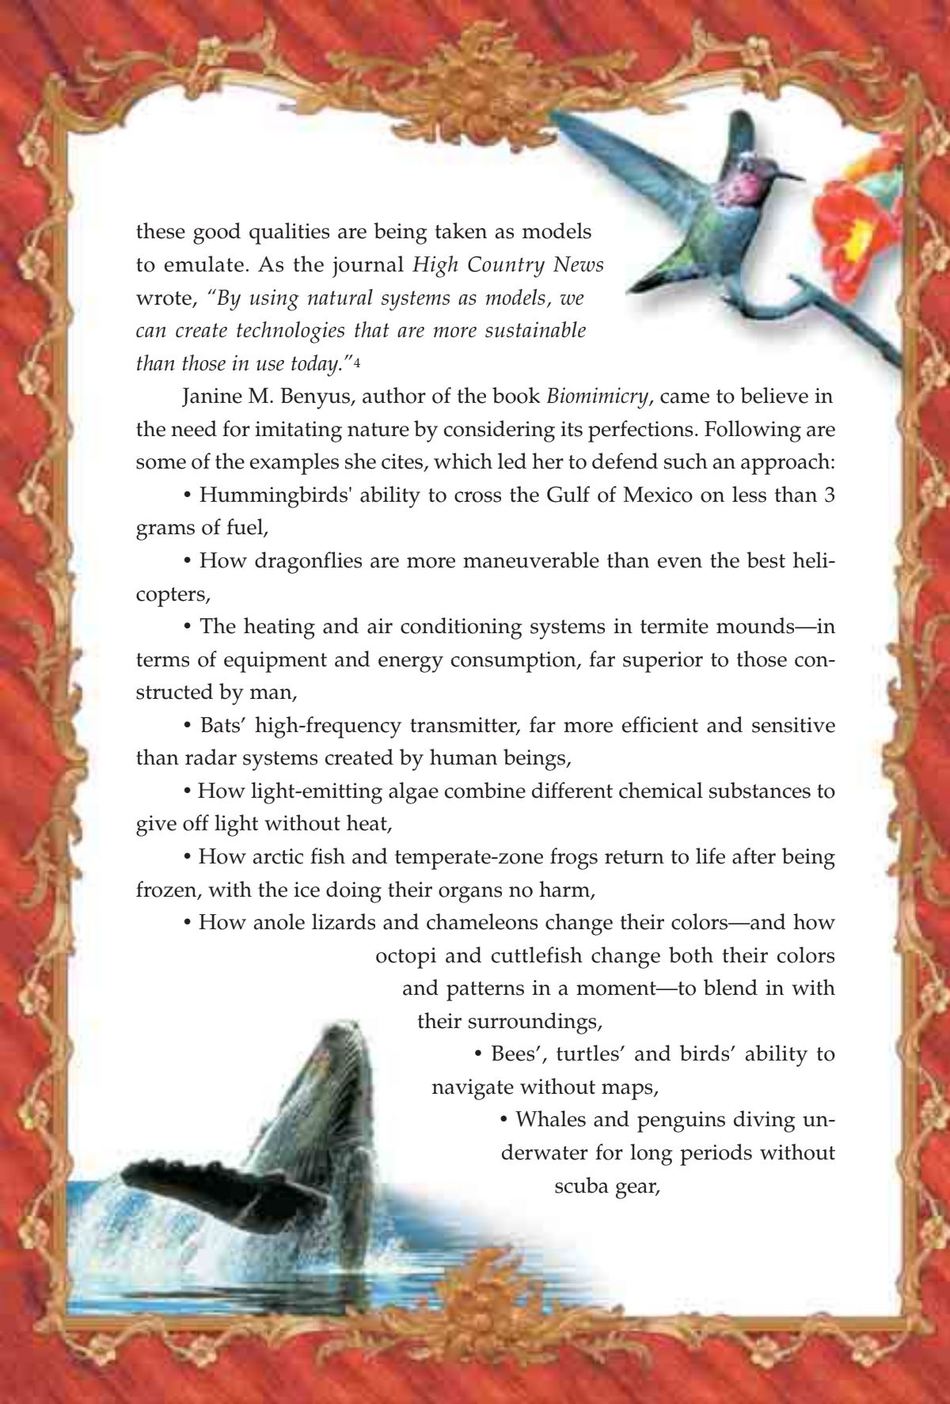 these good qualities are being taken as models
to emulate. As the journal High Country News
wrote, “By using natural systems as models, we
can create technologies that are more sustainable
than those in use today.”4
Janine M. Benyus, author of the book Biomimicry, came to believe in
the need for imitating nature by considering its perfections. Following are
some of the examples she cites, which led her to defend such an approach:
• Hummingbirds' ability to cross the Gulf of Mexico on less than 3
grams of fuel,
• How dragonflies are more maneuverable than even the best heli-
copters,
• The heating and air conditioning systems in termite mounds—in
terms of equipment and energy consumption, far superior to those con-
structed by man,
• Bats’ high-frequency transmitter, far more efficient and sensitive
than radar systems created by human beings,
• How light-emitting algae combine different chemical substances to
give off light without heat,
• How arctic fish and temperate-zone frogs return to life after being
frozen, with the ice doing their organs no harm,
• How anole lizards and chameleons change their colors—and how
octopi and cuttlefish change both their colors
and patterns in a moment—to blend in with
their surroundings,
• Bees’, turtles’ and birds’ ability to
navigate without maps,
• Whales and penguins diving un-
derwater for long periods without
scuba gear,